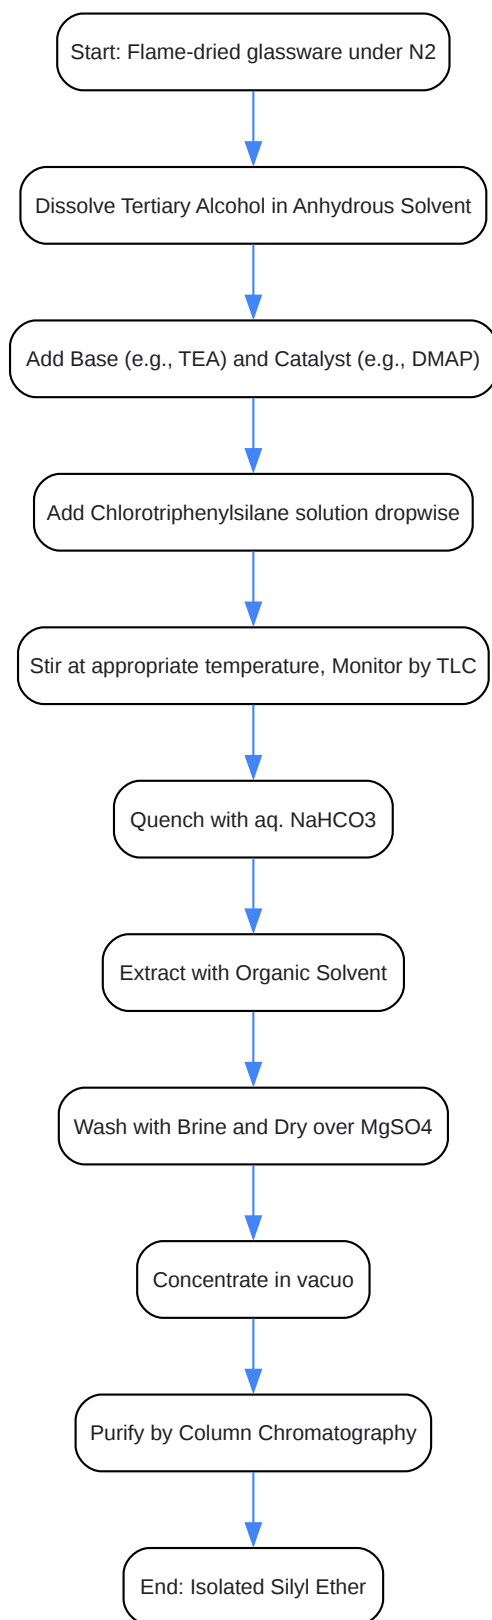 Start: Flame-dried glassware under N2
Dissolve Tertiary Alcohol in Anhydrous Solvent
Add Base (e.g., TEA) and Catalyst (e.g., DMAP)
Add Chlorotriphenylsilane solution dropwise
Stir at appropriate temperature, Monitor by TLC
Quench with aq. NaHCO3
Extract with Organic Solvent
Wash with Brine and Dry over MgSO4
Concentrate in vacuo
Purify by Column Chromatography
End: Isolated Silyl Ether